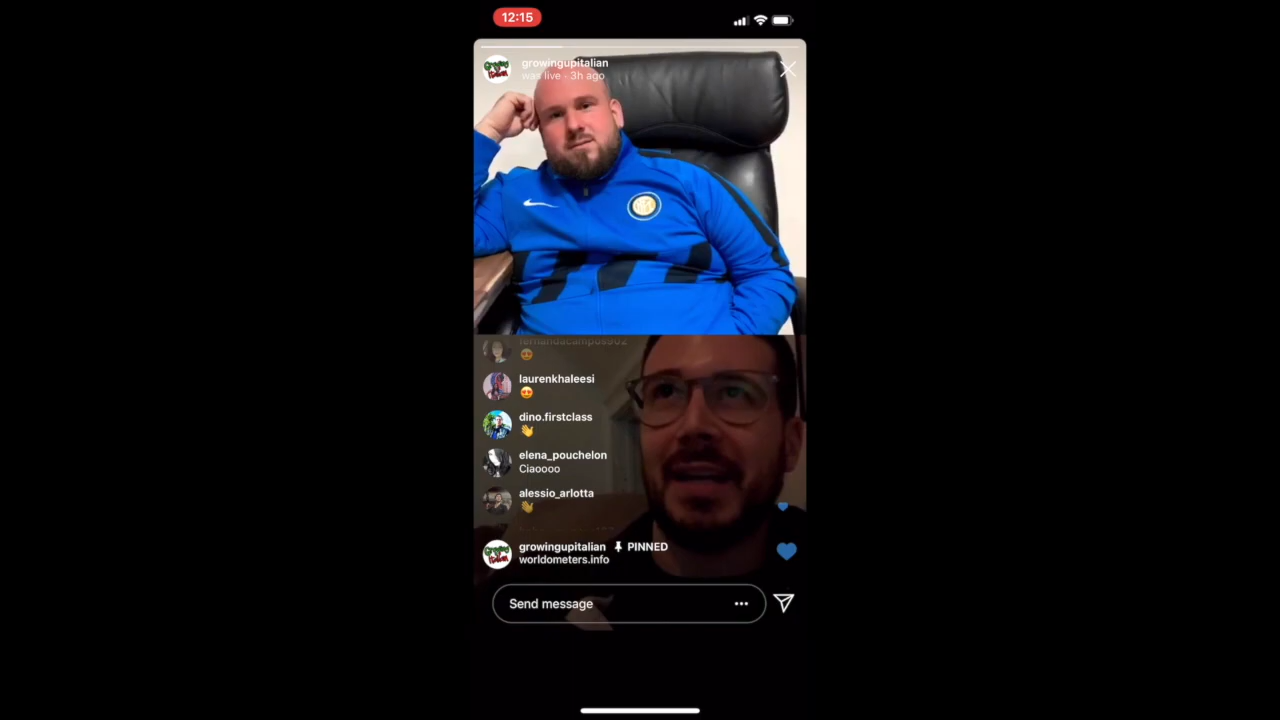 12:15
growingupitalian
was live · 3h ago
fernandacampos902
😍
laurenkhaleesi
😍
dino.firstclass
👋
elena_pouchelon
Ciaoooo
alessio_arlotta
👋
growingupitalian PINNED
worldometers.info
Send message